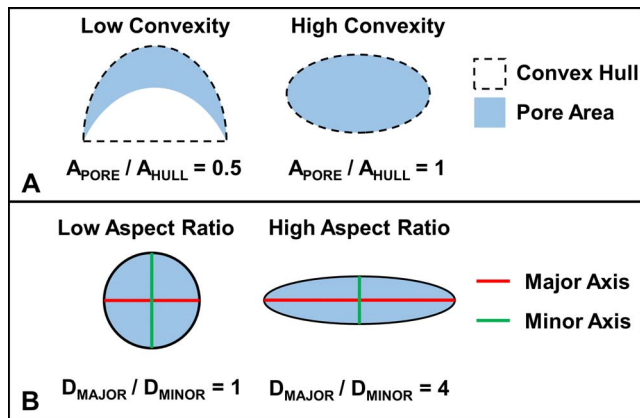 Low Convexity
High Convexity
Convex Hull
Pore Area
A_PORE / A_HULL = 0.5
A_PORE / A_HULL = 1
A
Low Aspect Ratio
High Aspect Ratio
Major Axis
Minor Axis
D_MAJOR / D_MINOR = 1
D_MAJOR / D_MINOR = 4
B